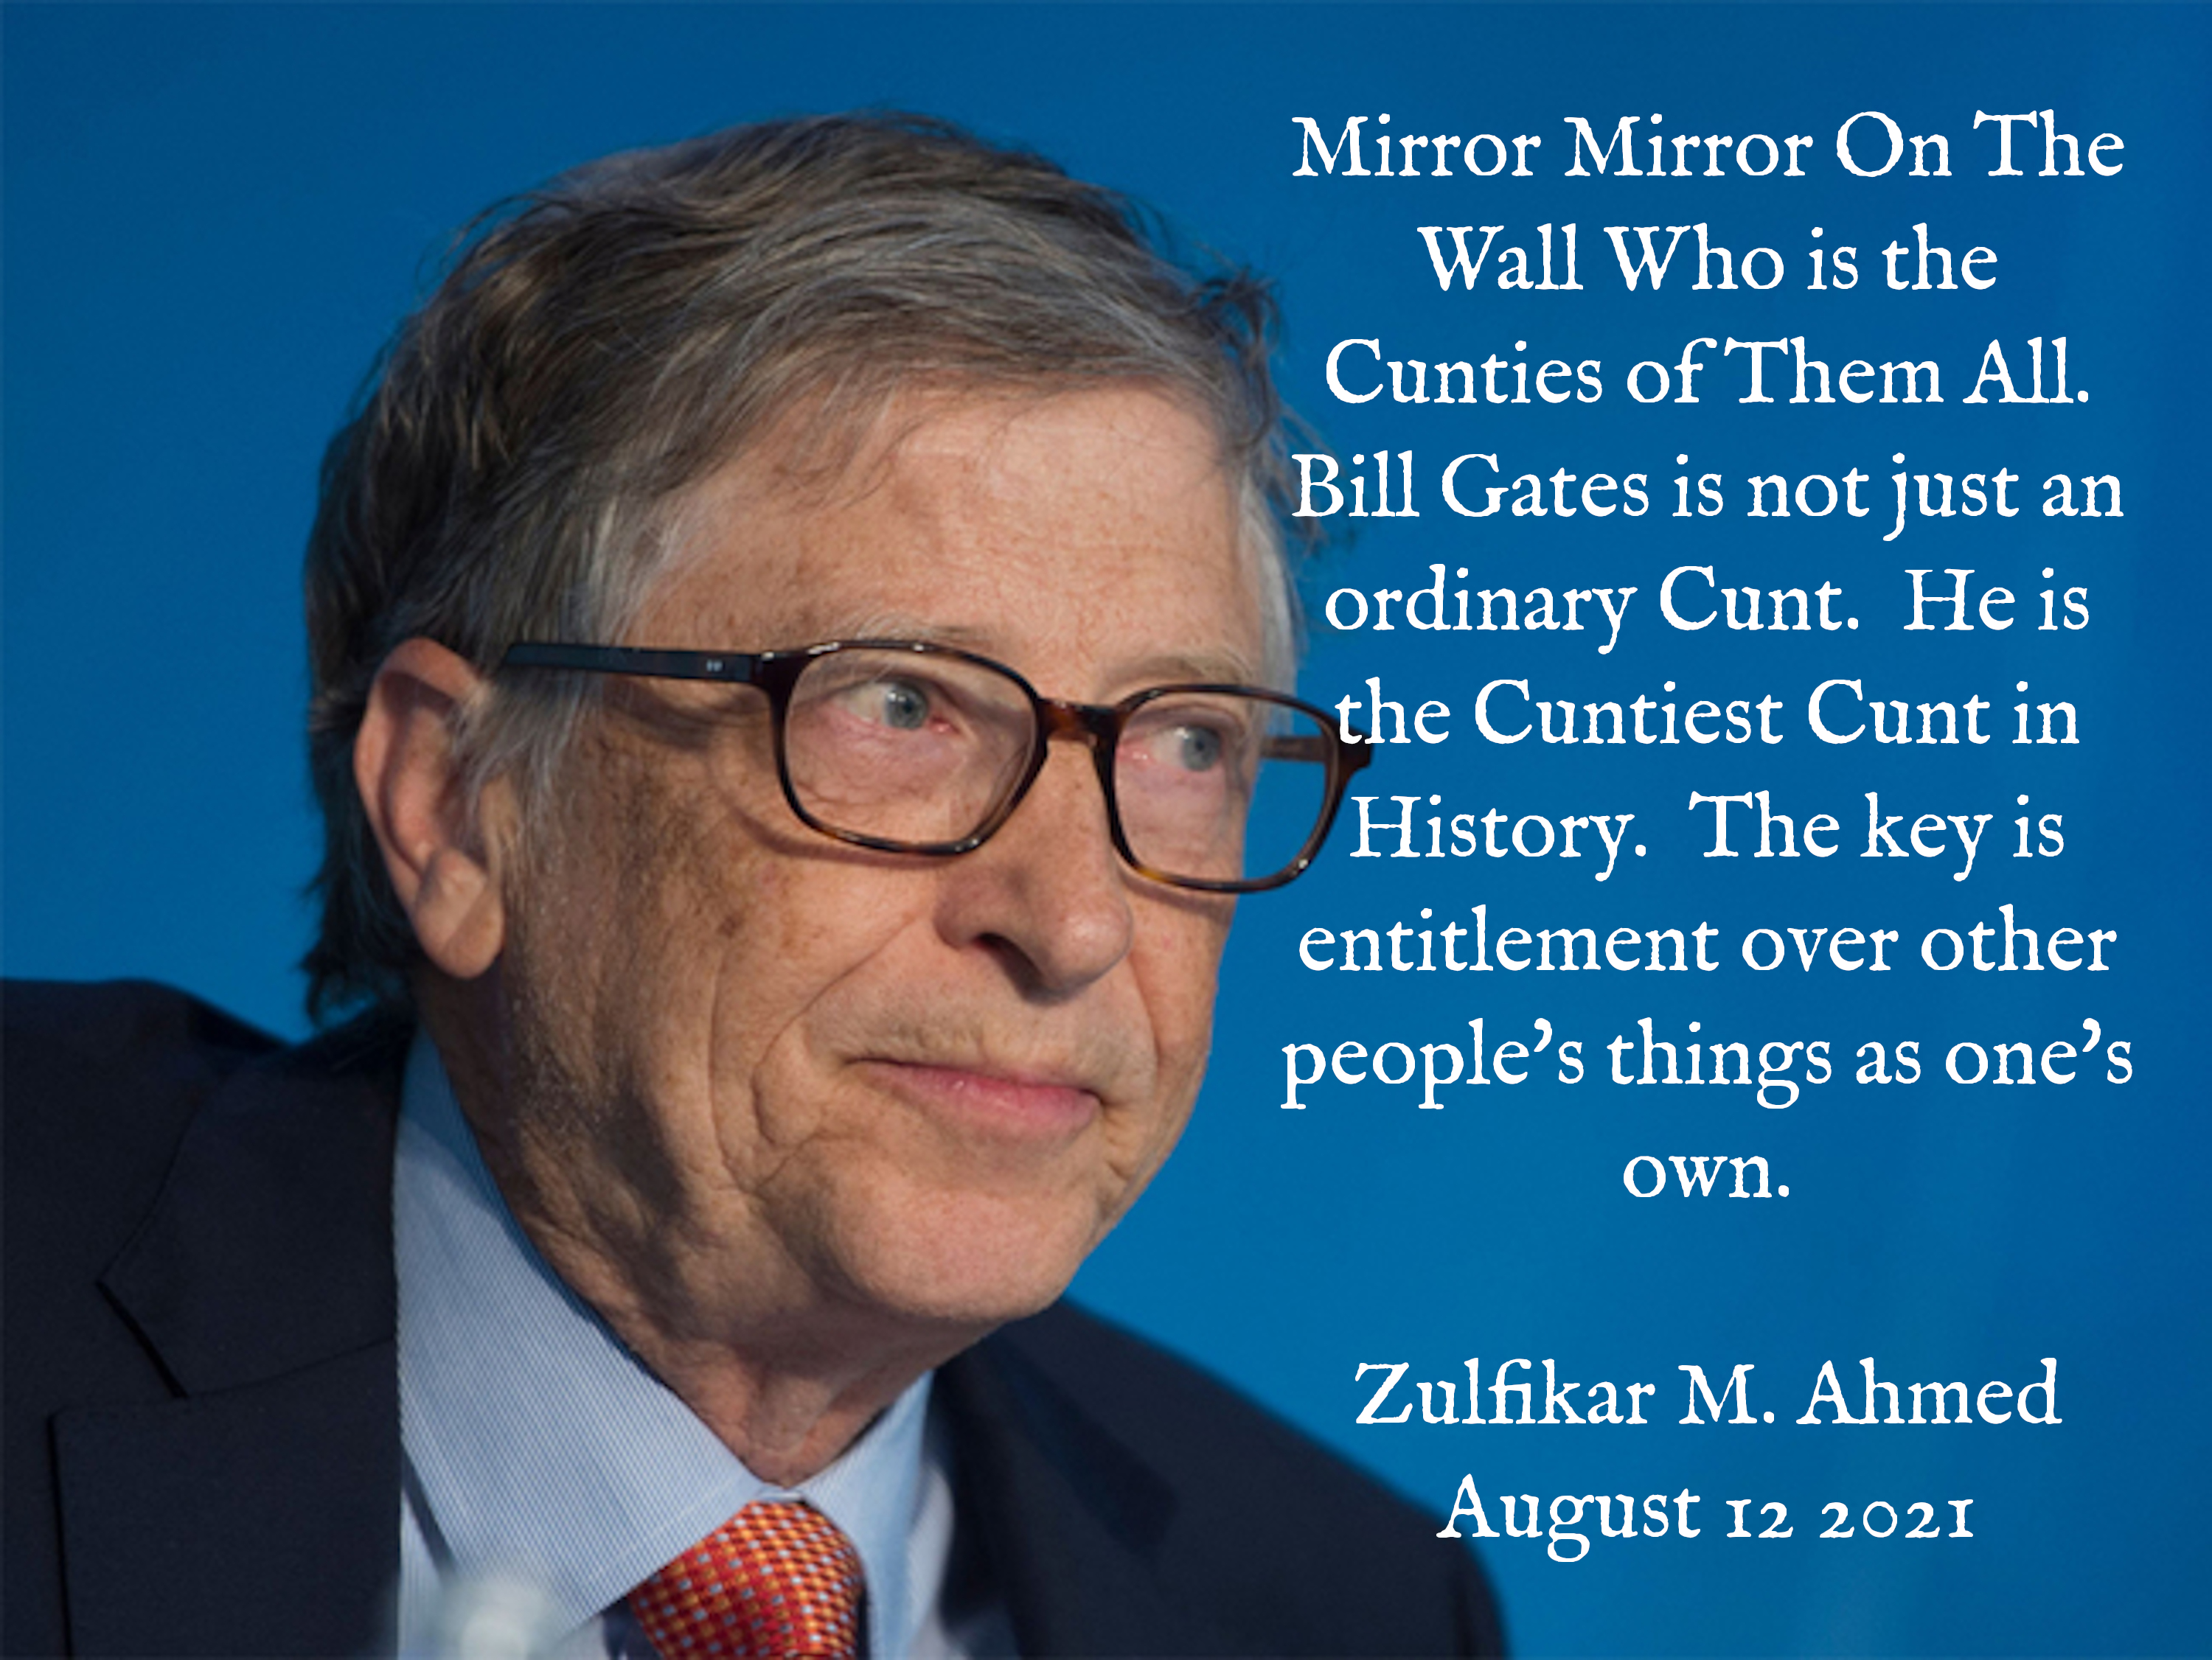 Mirror Mirror On The
Wall Who is the
Cunties of Them All.
Bill Gates is not just an
ordinary Cunt.  He is
the Cuntiest Cunt in
History.  The key is
entitlement over other
people’s things as one’s
own.
Zulfikar M. Ahmed
August 12 2021